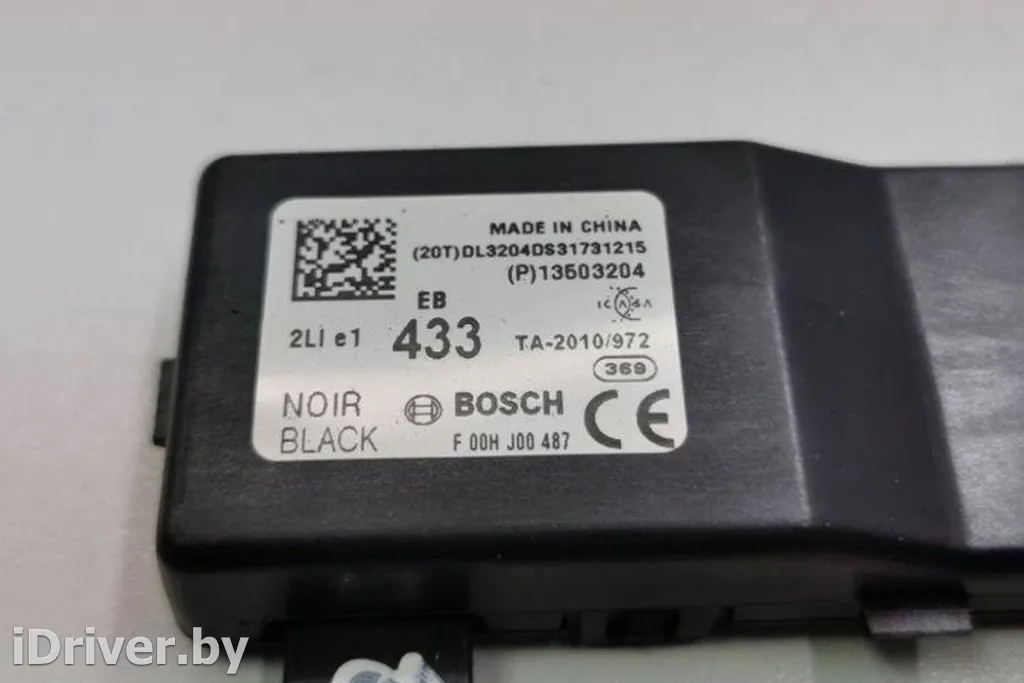 MADE IN CHINA
(20T)DL3204DS31731215
(P)13503204
EB
ICASA
2LI e1 433 TA-2010/972
369
NOIR BOSCH CE
BLACK F 00H J00 487
iDriver.by